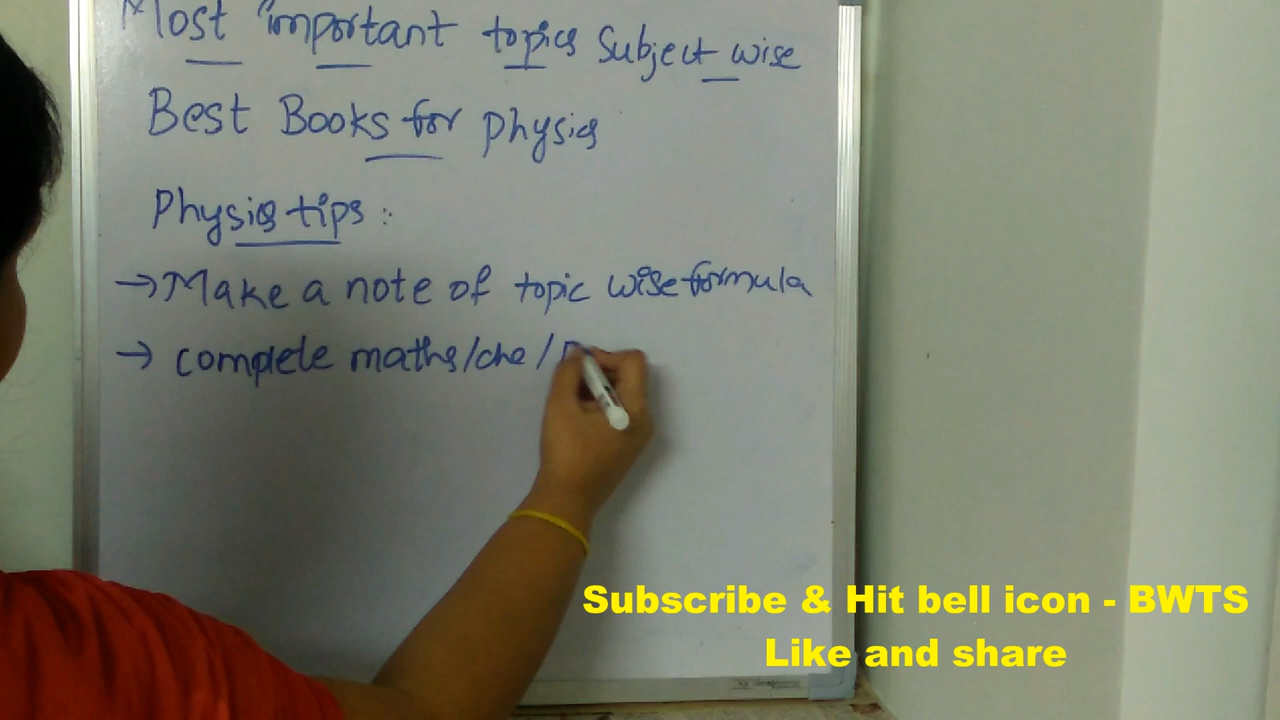 Most important topics subject wise
Best Books for physics
Physics tips :
→ Make a note of topic wise formula
→ complete maths/che/
Subscribe & Hit bell icon - BWTS
Like and share